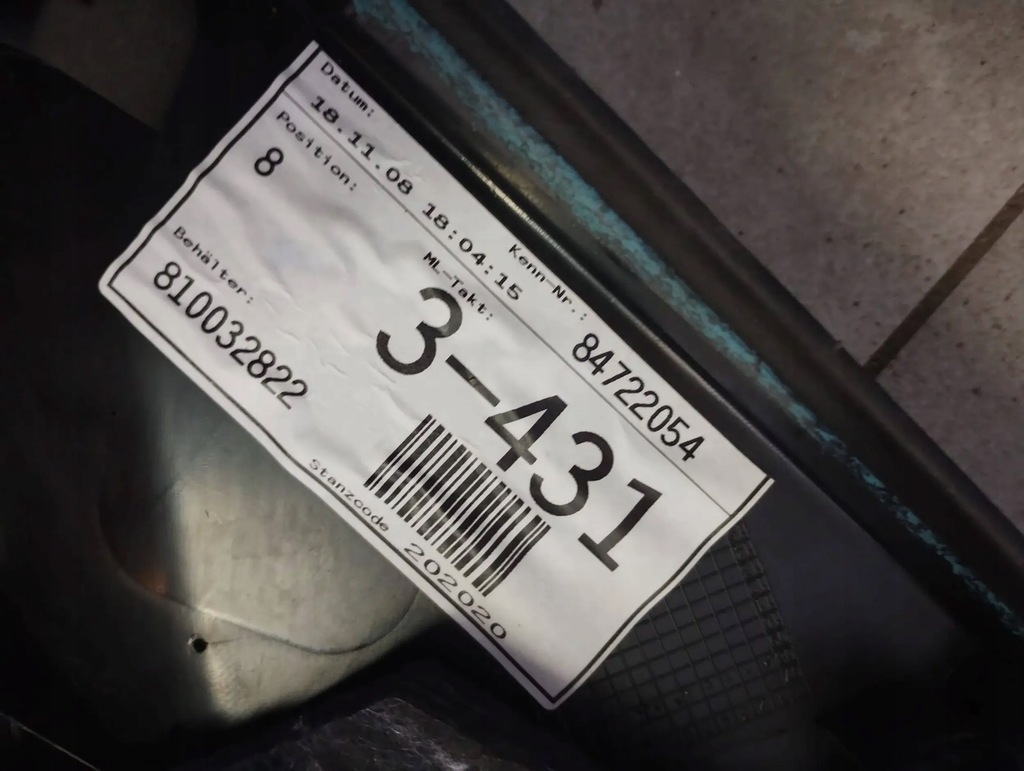 Datum: Kenn-Nr.:
18.11.08 18:04:15 84722054
Position: ML-Takt:
8 3-431
Behälter:
810032822
Stanzcode 202020